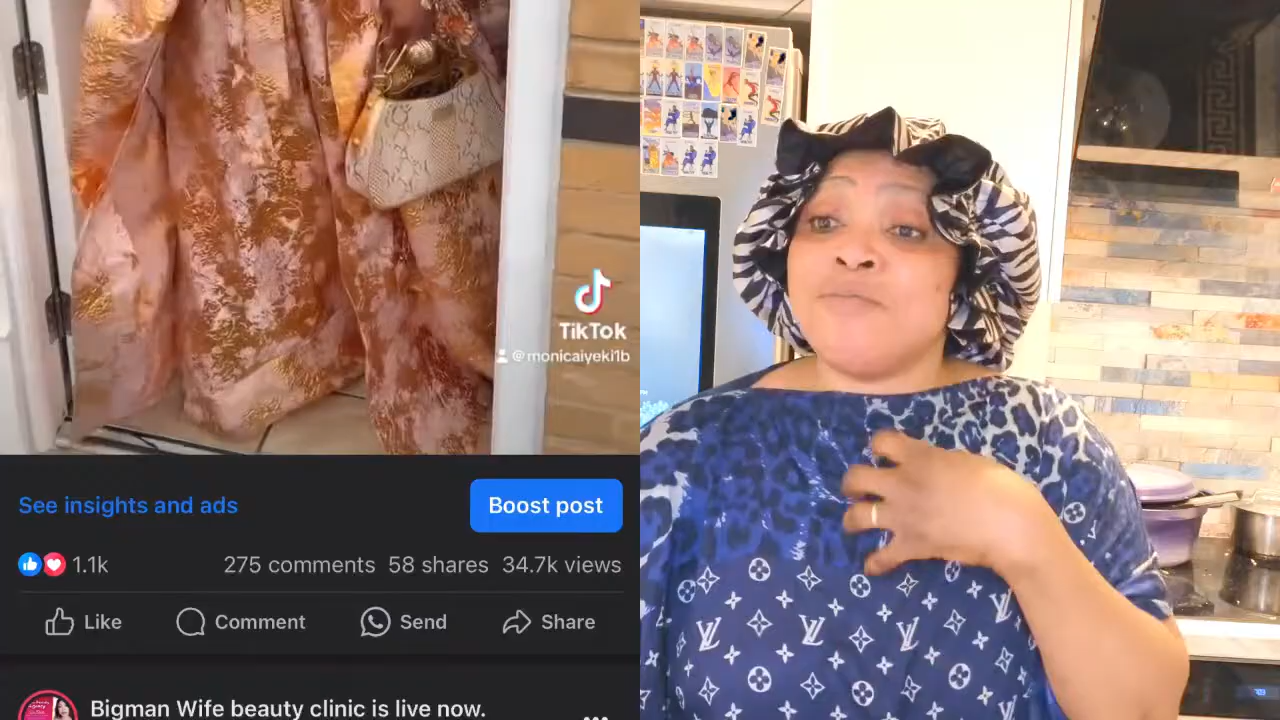 TikTok
@monicaiyeki1b
See insights and ads
Boost post
1.1k
275 comments 58 shares 34.7k views
Like
Comment
Send
Share
Bigman Wife beauty clinic is live now.